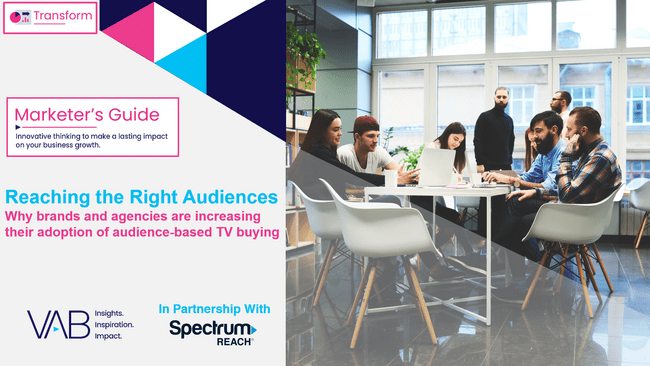 Transform
Marketer's Guide
Innovative thinking to make a lasting impact
on your business growth.
Reaching the Right Audiences
Why brands and agencies are increasing
their adoption of audience-based TV buying
VAB
Insights.
Inspiration.
Impact.
In Partnership With
Spectrum
REACH®